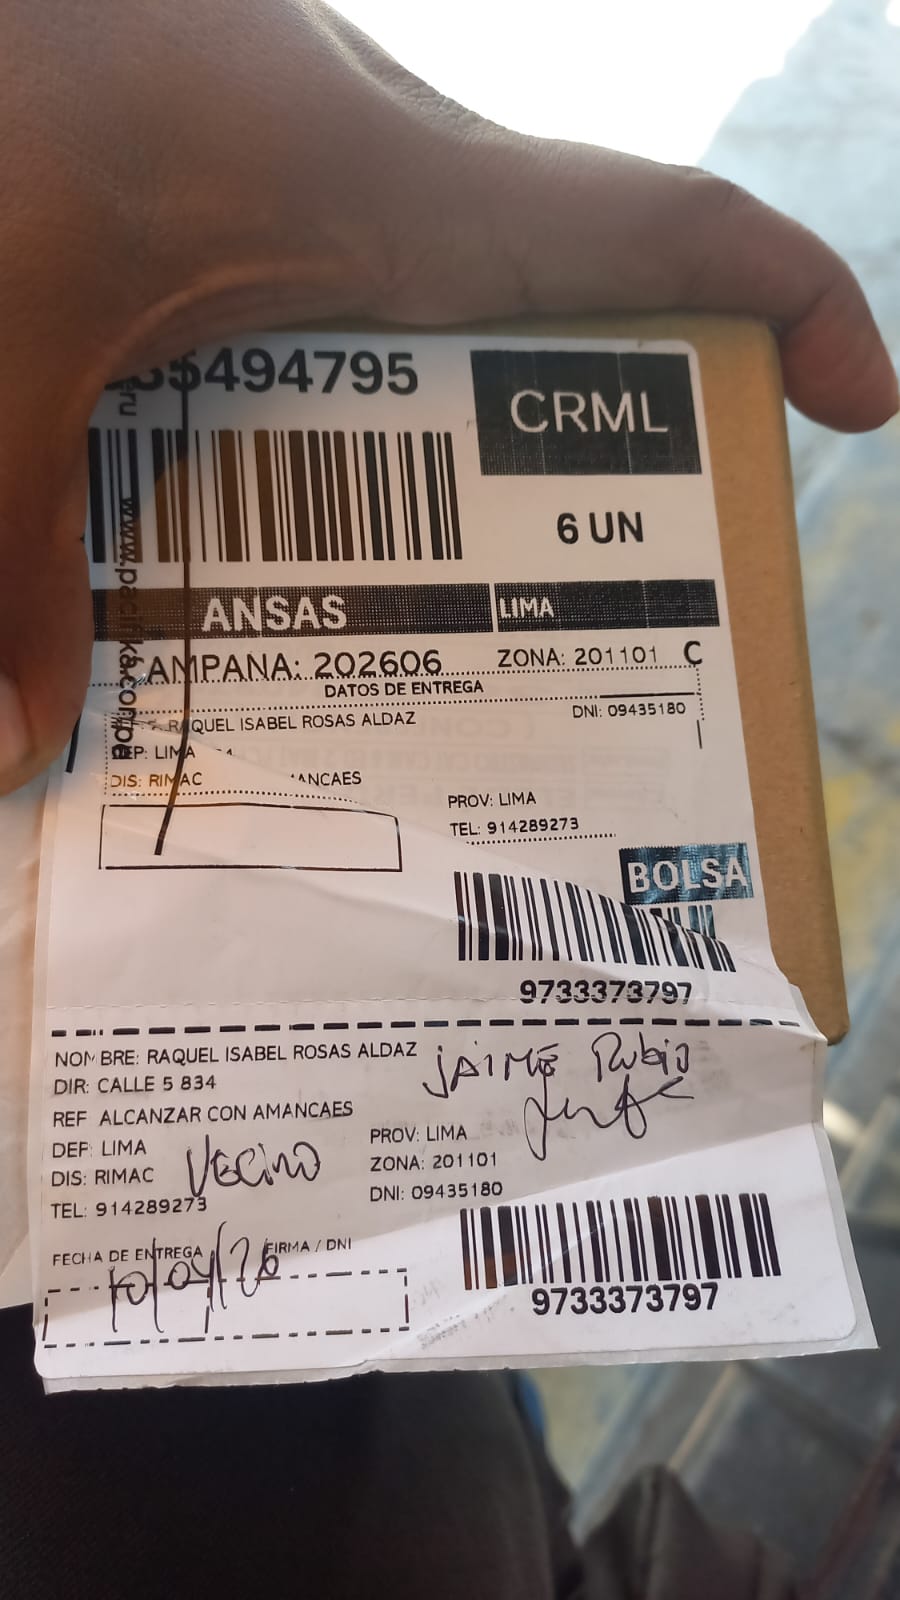 5494795
CRML
6 UN
www.pacifika.com.pe
ANSAS
LIMA
CAMPAÑA: 202606
ZONA: 201101 C
DATOS DE ENTREGA
RAQUEL ISABEL ROSAS ALDAZ
DNI: 09435180
DEP: LIMA
DIS: RIMAC
AMANCAES
PROV: LIMA
TEL: 914289273
BOLSA
9733373797
NOMBRE: RAQUEL ISABEL ROSAS ALDAZ
JAIME Rubio
DIR: CALLE 5 834
REF ALCANZAR CON AMANCAES
DEP: LIMA
PROV: LIMA
DIS: RIMAC
VECINO
ZONA: 201101
TEL: 914289273
DNI: 09435180
FECHA DE ENTREGA
FIRMA / DNI
10/04/26
9733373797